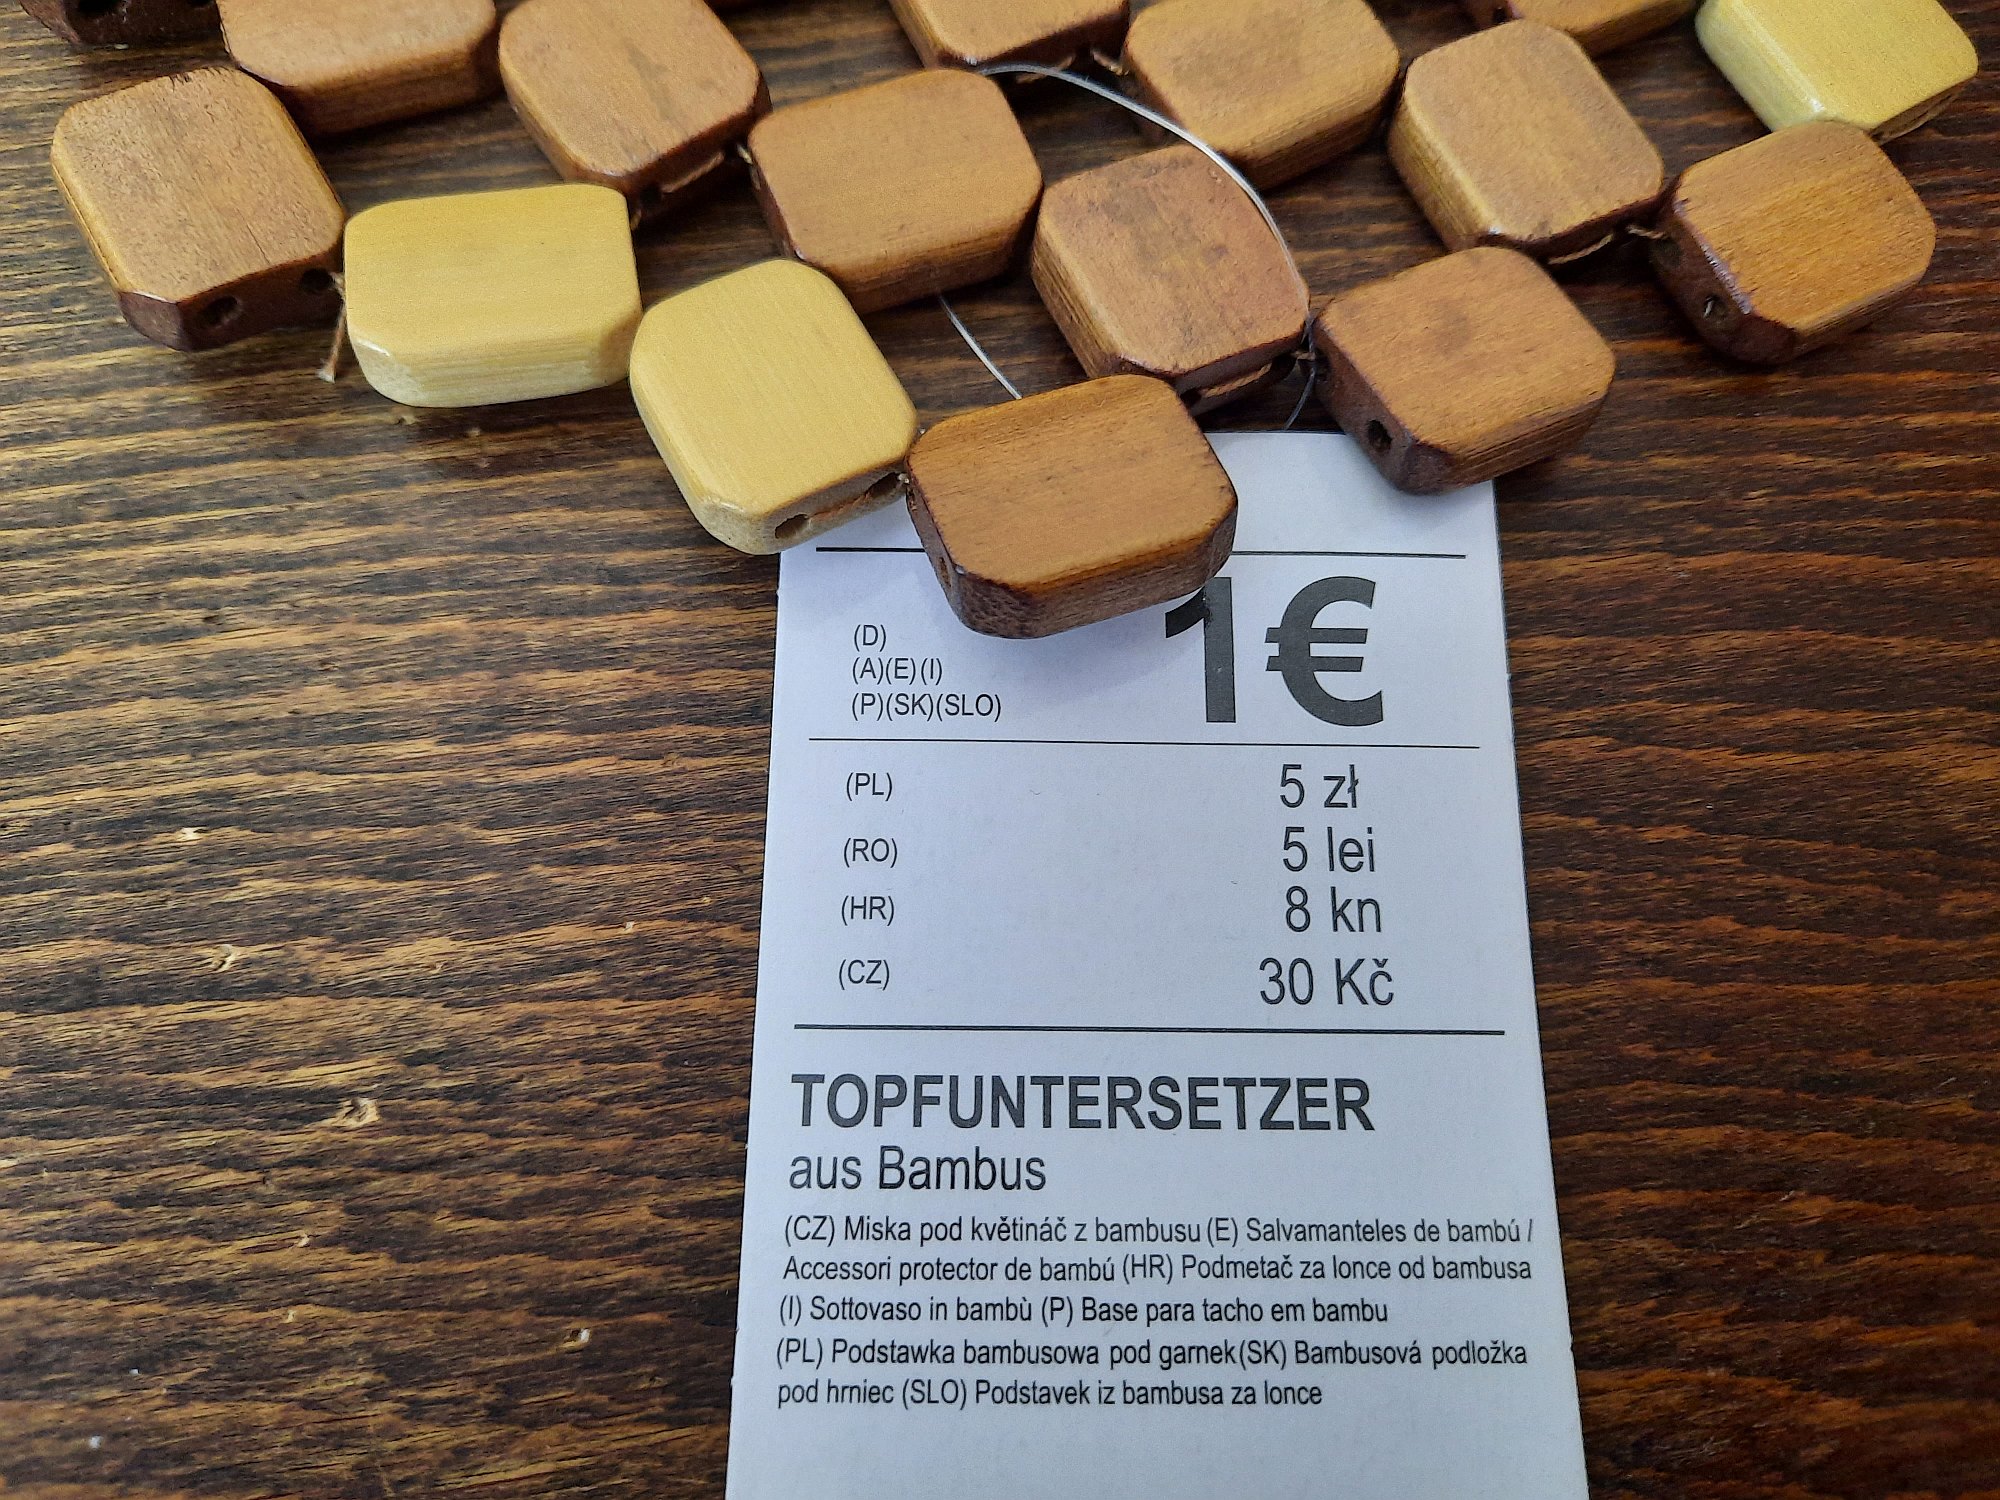 1€
(D)
(A)(E)(I)
(P)(SK)(SLO)
(PL) 5 zł
(RO) 5 lei
(HR) 8 kn
(CZ) 30 Kč
TOPFUNTERSETZER
aus Bambus
(CZ) Miska pod květináč z bambusu (E) Salvamanteles de bambú /
Accessori protector de bambú (HR) Podmetač za lonce od bambusa
(I) Sottovaso in bambù (P) Base para tacho em bambu
(PL) Podstawka bambusowa pod garnek(SK) Bambusová podložka
pod hrniec (SLO) Podstavek iz bambusa za lonce